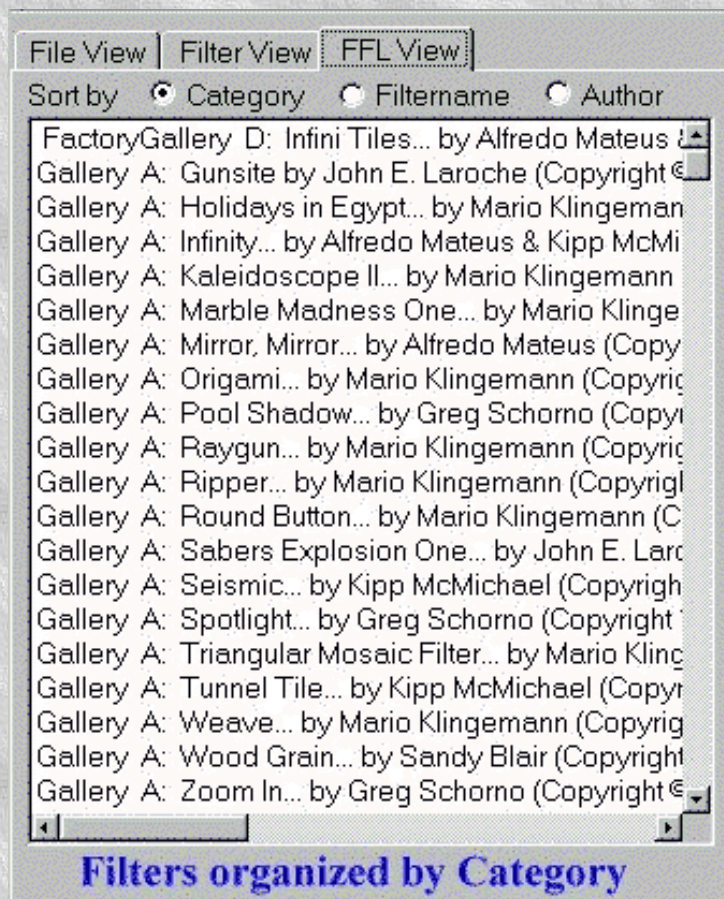 File View Filter View FFL View
Sort by Category Filtername Author
FactoryGallery D: Infini Tiles... by Alfredo Mateus &
Gallery A: Gunsite by John E. Laroche (Copyright ©
Gallery A: Holidays in Egypt... by Mario Klingeman
Gallery A: Infinity... by Alfredo Mateus & Kipp McMi
Gallery A: Kaleidoscope II... by Mario Klingemann
Gallery A: Marble Madness One... by Mario Klinge
Gallery A: Mirror, Mirror... by Alfredo Mateus (Copy
Gallery A: Origami... by Mario Klingemann (Copyrig
Gallery A: Pool Shadow... by Greg Schorno (Copyr
Gallery A: Raygun... by Mario Klingemann (Copyrig
Gallery A: Ripper... by Mario Klingemann (Copyrigh
Gallery A: Round Button... by Mario Klingemann (C
Gallery A: Sabers Explosion One... by John E. Laro
Gallery A: Seismic... by Kipp McMichael (Copyrigh
Gallery A: Spotlight... by Greg Schorno (Copyright
Gallery A: Triangular Mosaic Filter... by Mario Kling
Gallery A: Tunnel Tile... by Kipp McMichael (Copyr
Gallery A: Weave... by Mario Klingemann (Copyrig
Gallery A: Wood Grain... by Sandy Blair (Copyright
Gallery A: Zoom In... by Greg Schorno (Copyright ©
Filters organized by Category